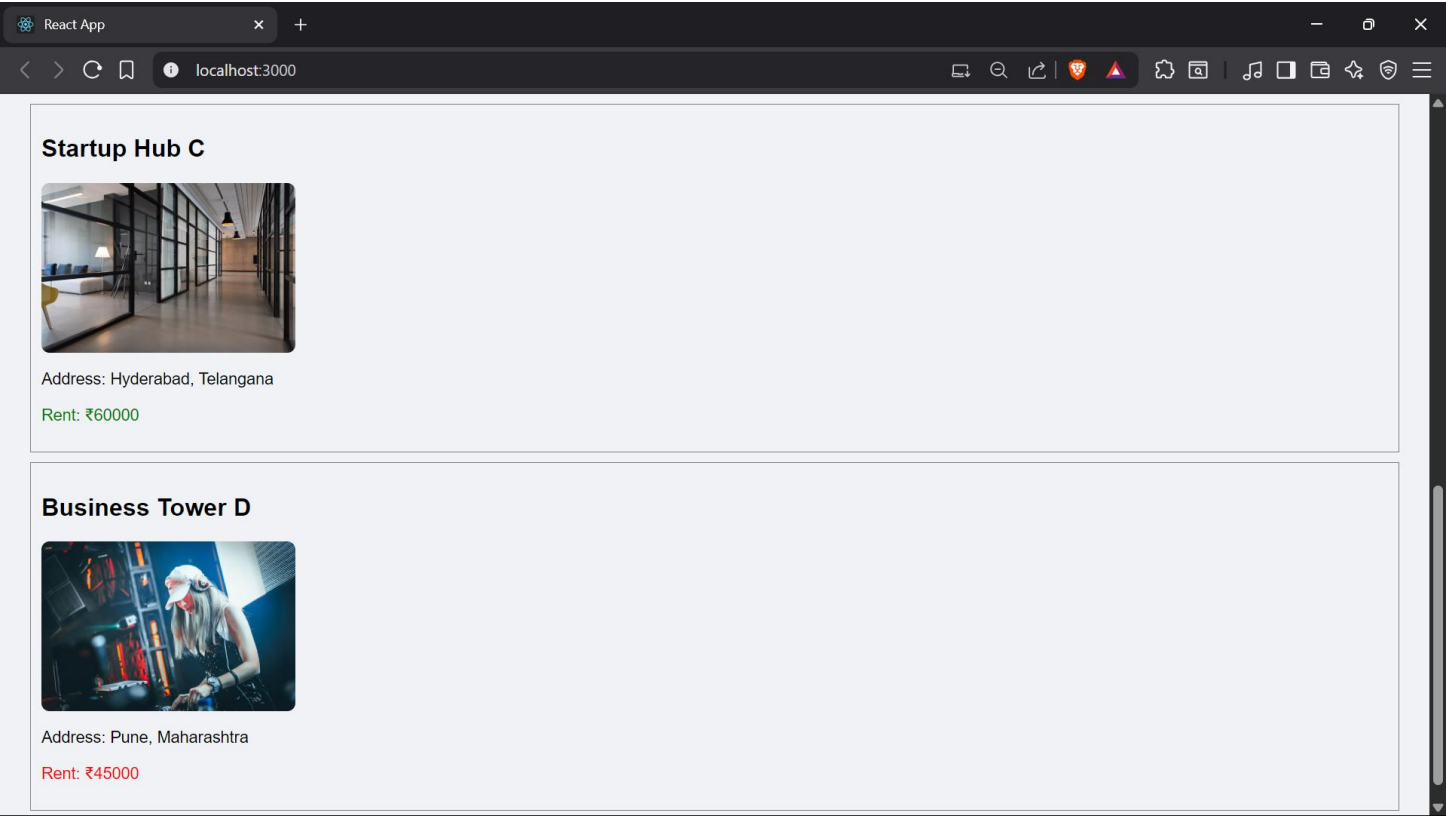 React App
localhost:3000
Startup Hub C
Address: Hyderabad, Telangana
Rent: ₹60000
Business Tower D
Address: Pune, Maharashtra
Rent: ₹45000